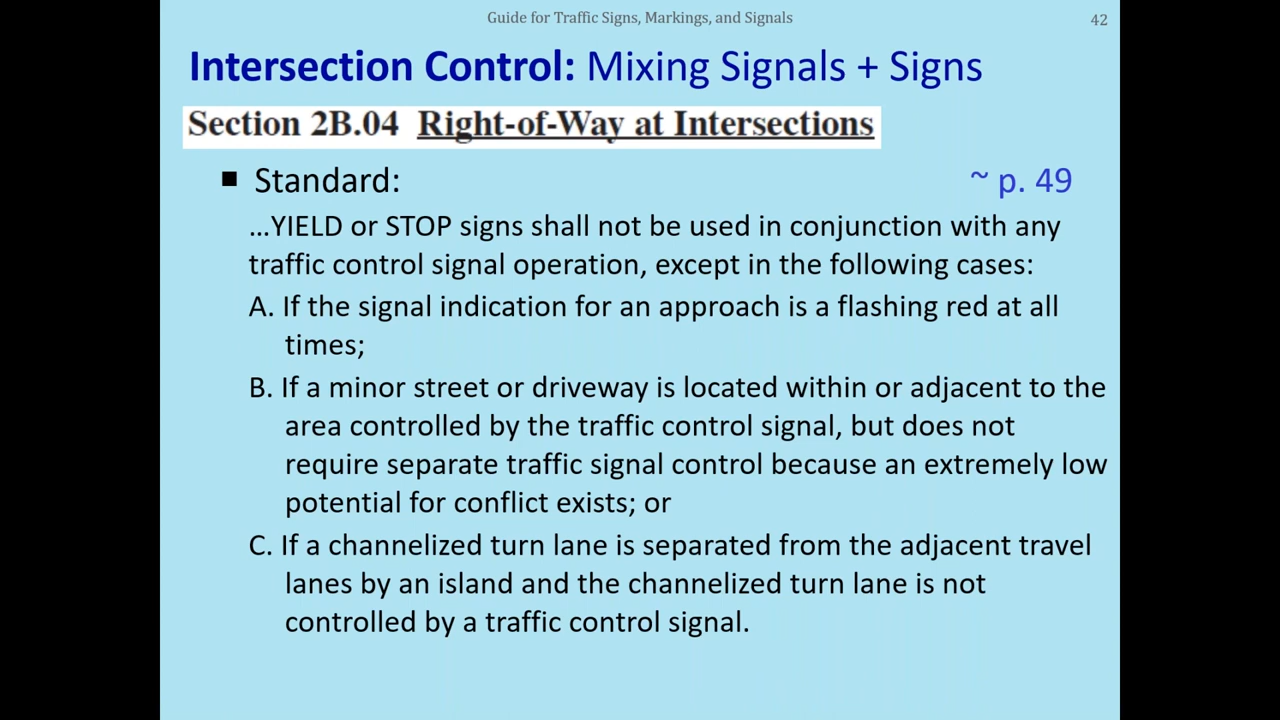 Guide for Traffic Signs, Markings, and Signals
42
Intersection Control: Mixing Signals + Signs
Section 2B.04 Right-of-Way at Intersections
■ Standard:
~ p. 49
...YIELD or STOP signs shall not be used in conjunction with any
traffic control signal operation, except in the following cases:
A. If the signal indication for an approach is a flashing red at all
times;
B. If a minor street or driveway is located within or adjacent to the
area controlled by the traffic control signal, but does not
require separate traffic signal control because an extremely low
potential for conflict exists; or
C. If a channelized turn lane is separated from the adjacent travel
lanes by an island and the channelized turn lane is not
controlled by a traffic control signal.